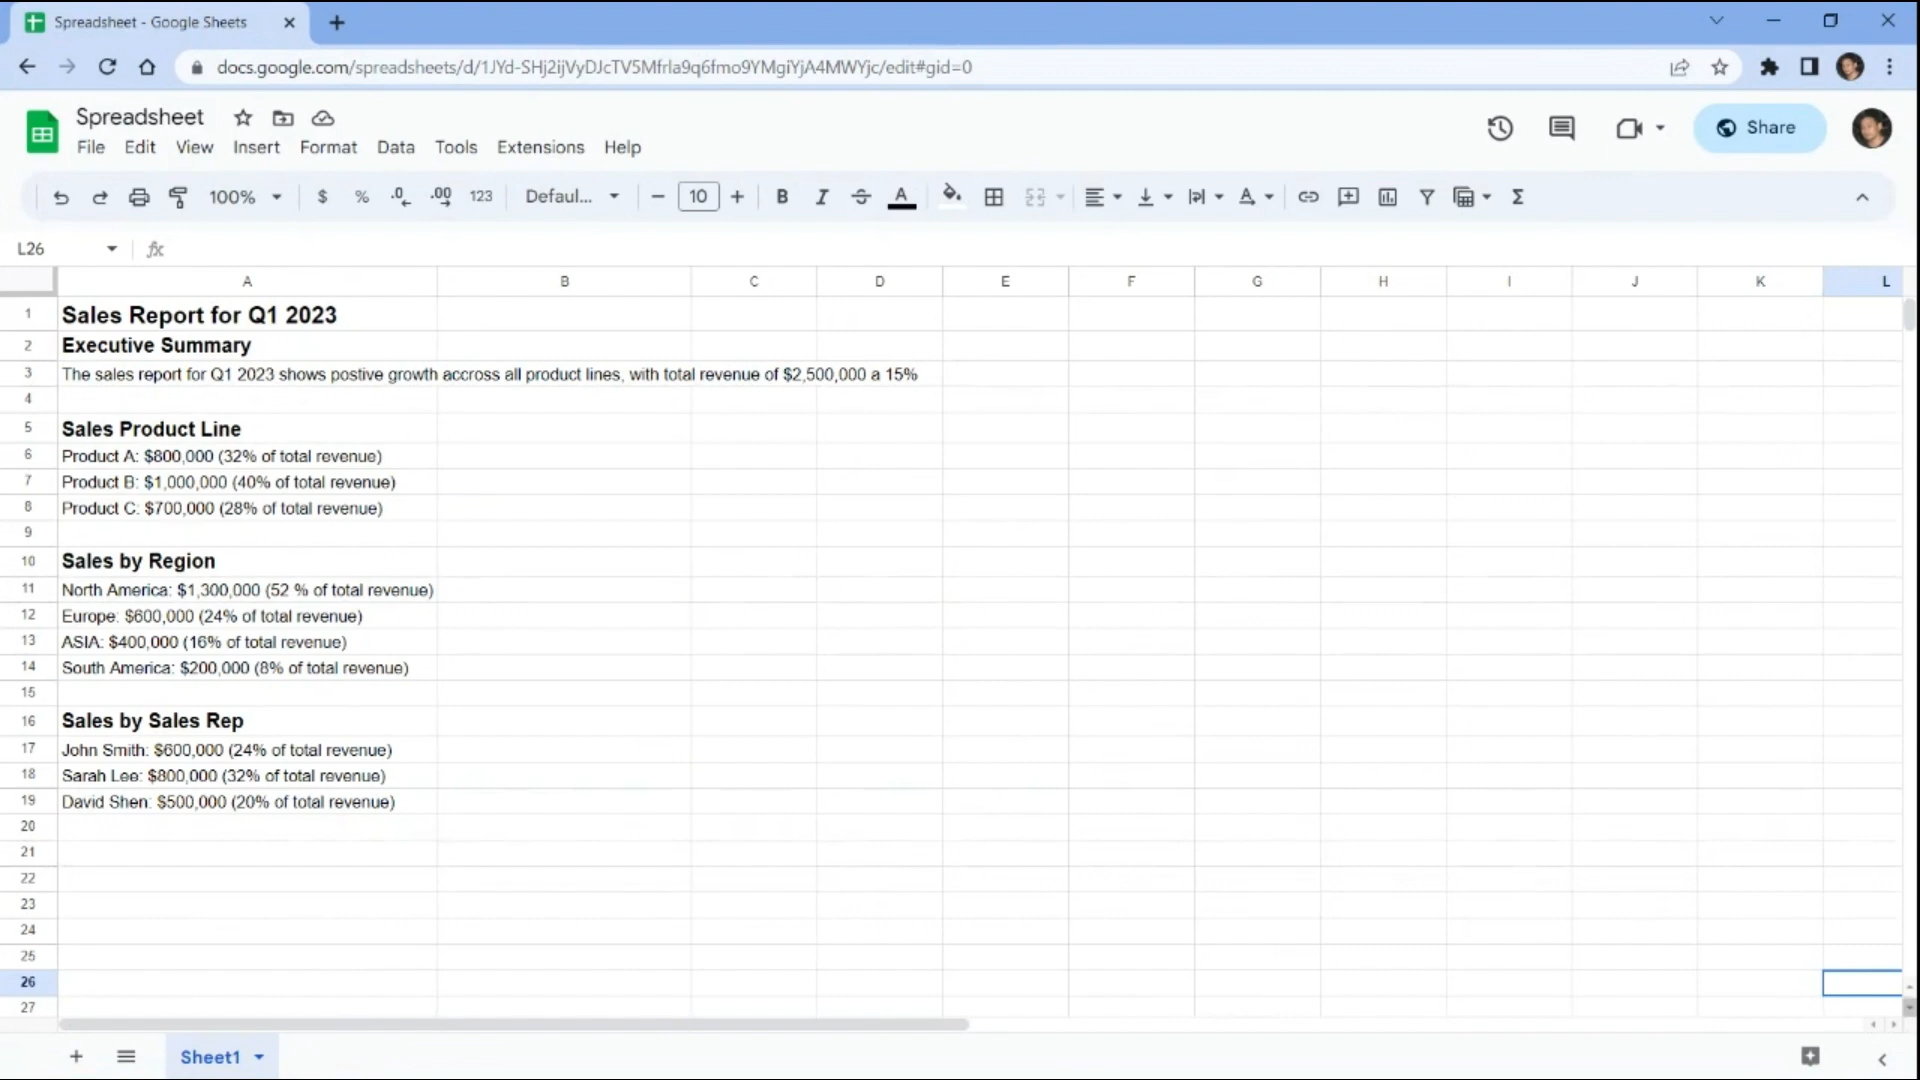 Spreadsheet - Google Sheets
docs.google.com/spreadsheets/d/1JYd-SHj2ijVyDJcTV5Mfrla9q6fmo9YMgiYjA4MWYjc/edit#gid=0
Spreadsheet
File Edit View Insert Format Data Tools Extensions Help
Share
100% $ % .0 .00 123 Defaul... 10 B I A Σ
L26 fx
A B C D E F G H I J K L
1 Sales Report for Q1 2023
2 Executive Summary
3 The sales report for Q1 2023 shows postive growth accross all product lines, with total revenue of $2,500,000 a 15%
4
5 Sales Product Line
6 Product A: $800,000 (32% of total revenue)
7 Product B: $1,000,000 (40% of total revenue)
8 Product C: $700,000 (28% of total revenue)
9
10 Sales by Region
11 North America: $1,300,000 (52 % of total revenue)
12 Europe: $600,000 (24% of total revenue)
13 ASIA: $400,000 (16% of total revenue)
14 South America: $200,000 (8% of total revenue)
15
16 Sales by Sales Rep
17 John Smith: $600,000 (24% of total revenue)
18 Sarah Lee: $800,000 (32% of total revenue)
19 David Shen: $500,000 (20% of total revenue)
20
21
22
23
24
25
26
27
Sheet1